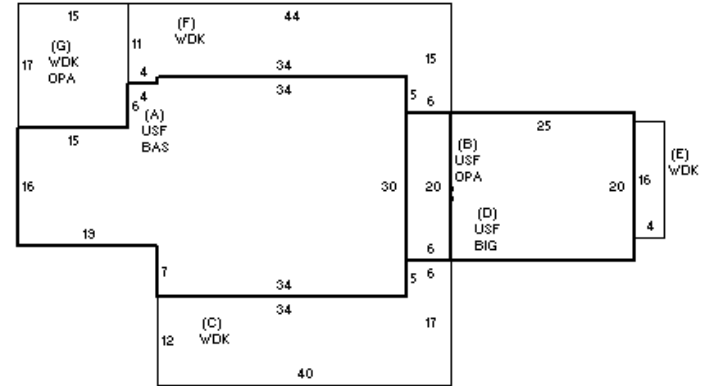 15
44
(G)
WDK
OPA
17
11
(F)
WDK
15
34
34
4
4
6
(A)
USF
BAS
5
6
15
25
16
30
20
(B)
USF
OPA
20
16
(E)
WDK
4
(D)
USF
BIG
19
7
6
5
6
34
34
12
(C)
WDK
17
40